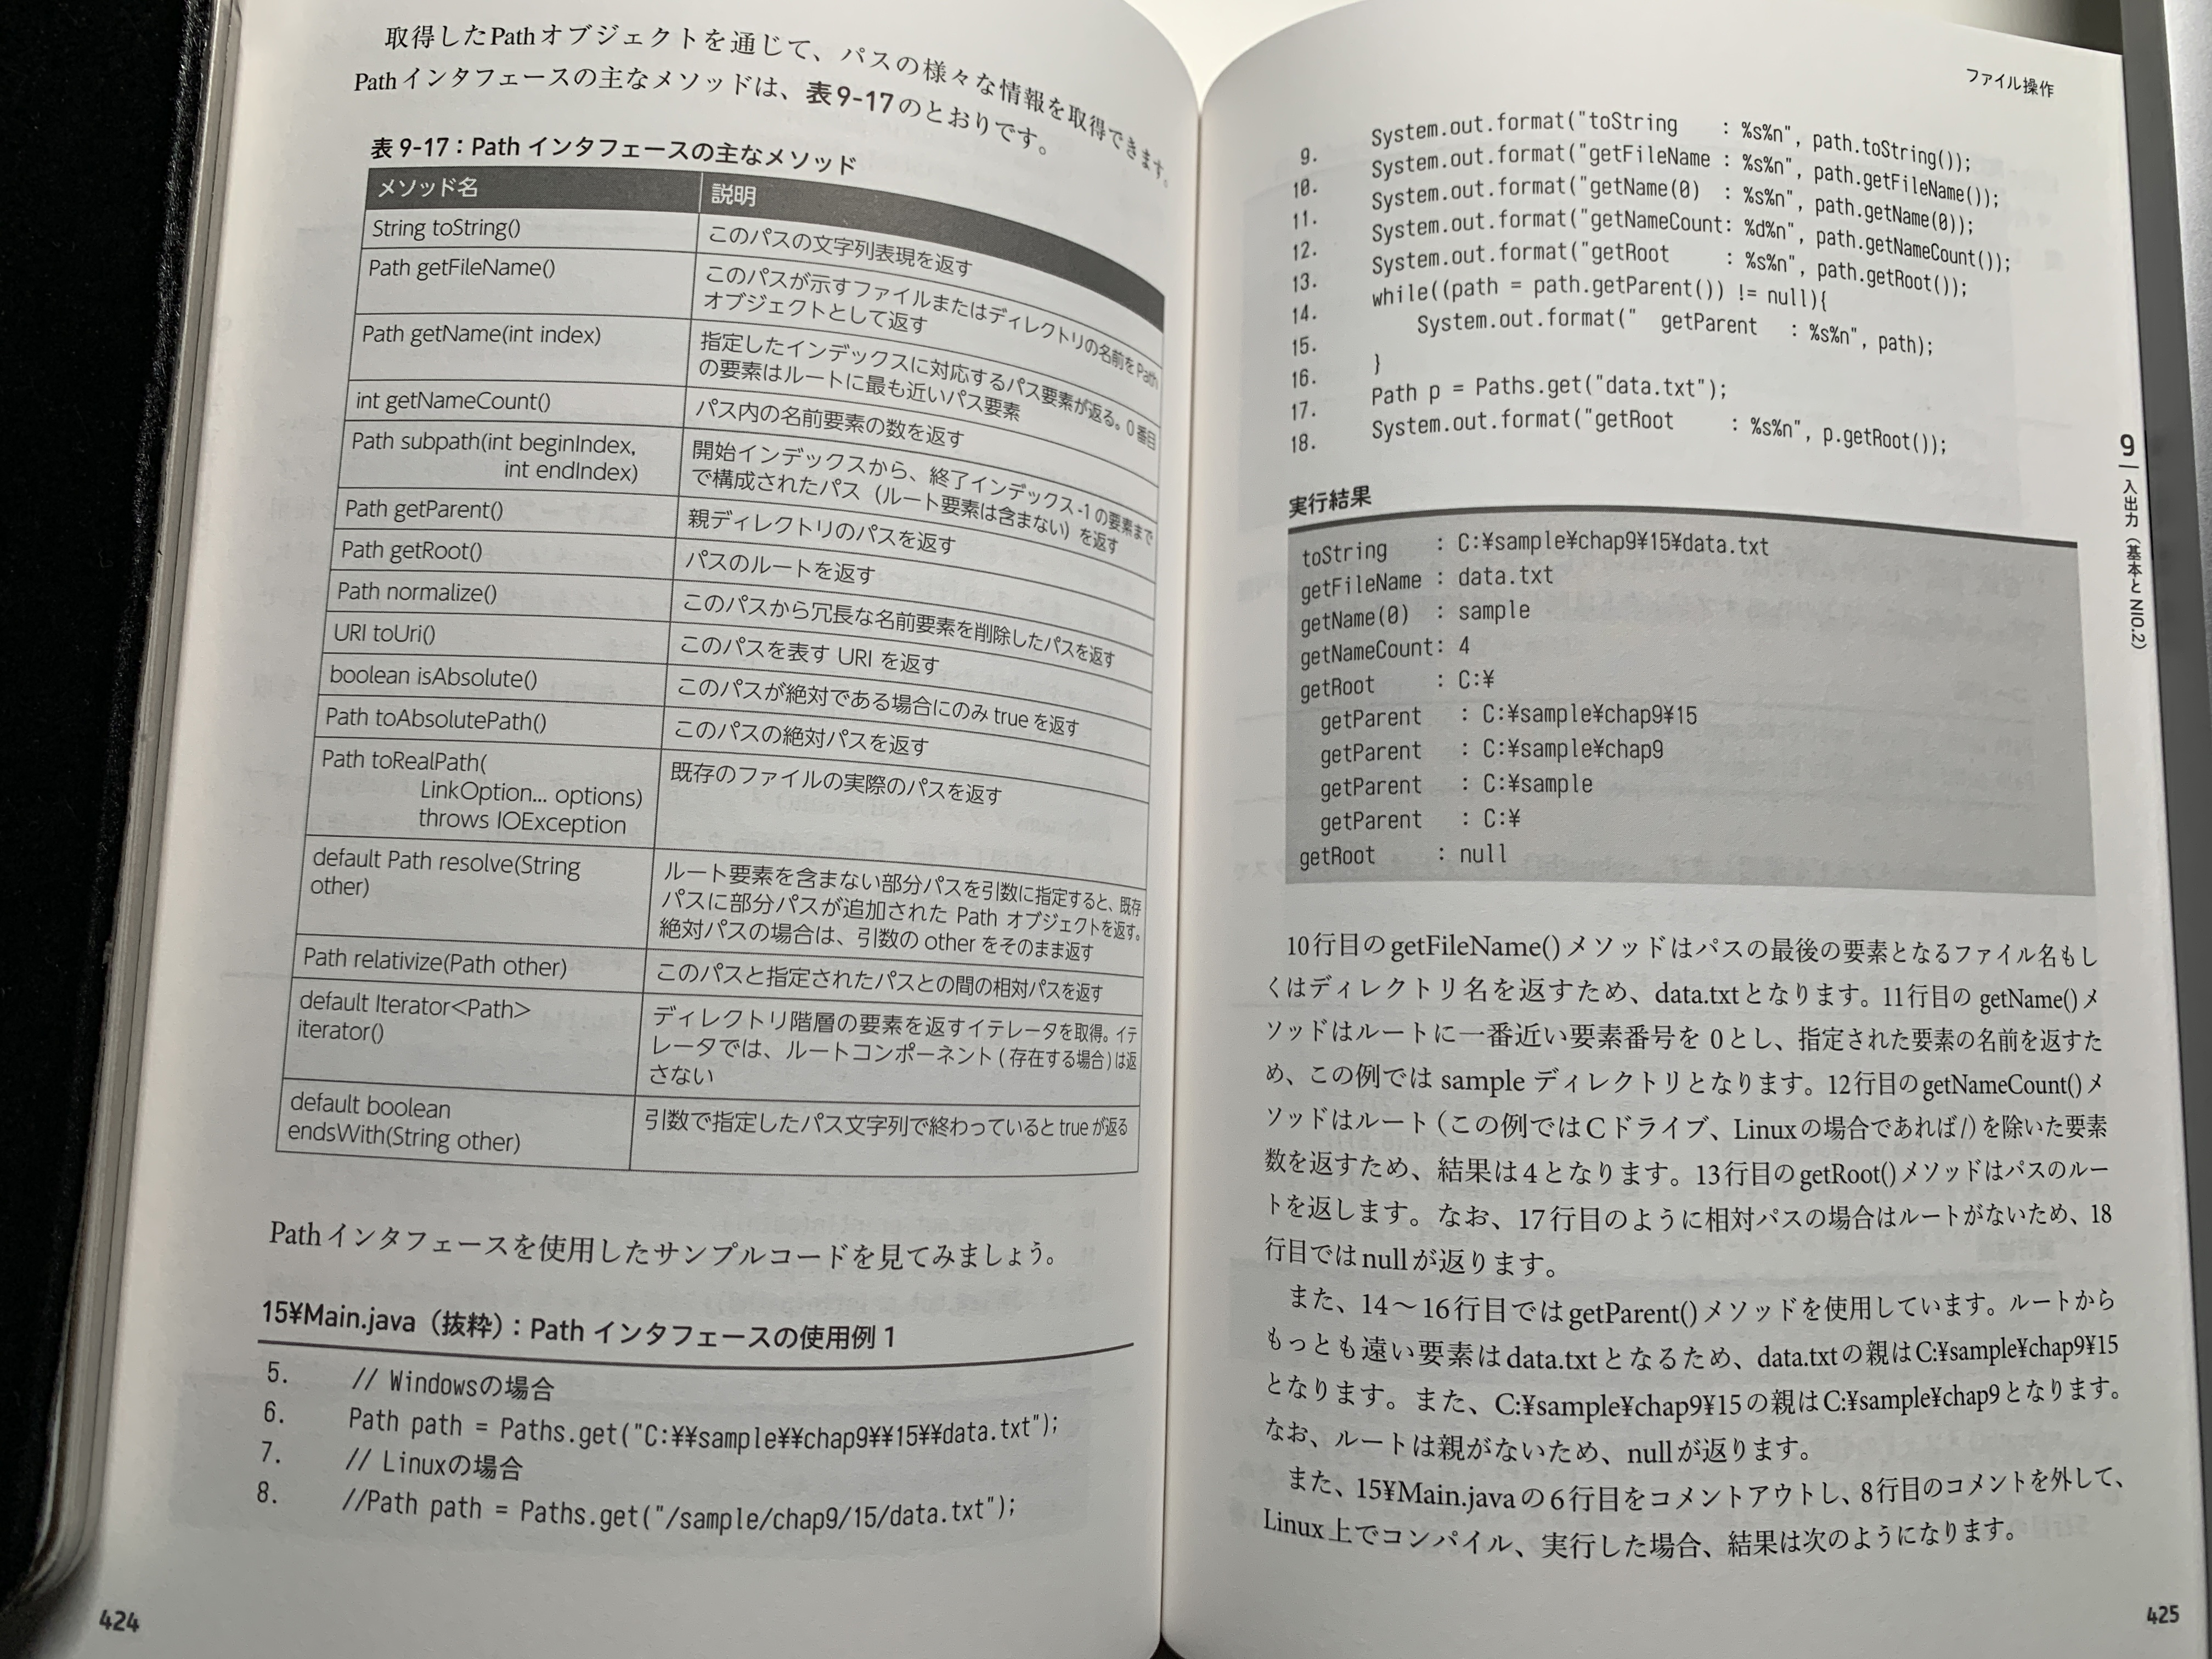 取得したPathオブジェクトを通じて、パスの様々な情報を取得できます。
Pathインタフェースの主なメソッドは、表9-17のとおりです。
表9-17：Path インタフェースの主なメソッド
メソッド名 説明
String toString() このパスの文字列表現を返す
Path getFileName() このパスが示すファイルまたはディレクトリの名前をPath
オブジェクトとして返す
Path getName(int index) 指定したインデックスに対応するパス要素が返る。0番目
の要素はルートに最も近いパス要素
int getNameCount() パス内の名前要素の数を返す
Path subpath(int beginIndex, 開始インデックスから、終了インデックス-1の要素まで
int endIndex) で構成されたパス（ルート要素は含まない）を返す
Path getParent() 親ディレクトリのパスを返す
Path getRoot() パスのルートを返す
Path normalize() このパスから冗長な名前要素を削除したパスを返す
URI toUri() このパスを表す URI を返す
boolean isAbsolute() このパスが絶対である場合にのみ true を返す
Path toAbsolutePath() このパスの絶対パスを返す
Path toRealPath( 既存のファイルの実際のパスを返す
LinkOption... options)
throws IOException
default Path resolve(String ルート要素を含まない部分パスを引数に指定すると、既存
other) パスに部分パスが追加された Path オブジェクトを返す。
絶対パスの場合は、引数の other をそのまま返す
Path relativize(Path other) このパスと指定されたパスとの間の相対パスを返す
default Iterator<Path> ディレクトリ階層の要素を返すイテレータを取得。イテ
iterator() レータでは、ルートコンポーネント ( 存在する場合 ) は返
さない
default boolean 引数で指定したパス文字列で終わっていると true が返る
endsWith(String other)
Pathインタフェースを使用したサンプルコードを見てみましょう。
15¥Main.java（抜粋）：Path インタフェースの使用例 1
5. // Windowsの場合
6. Path path = Paths.get("C:¥¥sample¥¥chap9¥¥15¥¥data.txt");
7. // Linuxの場合
8. //Path path = Paths.get("/sample/chap9/15/data.txt");
424
ファイル操作
9. System.out.format("toString    : %s%n", path.toString());
10. System.out.format("getFileName : %s%n", path.getFileName());
11. System.out.format("getName(0)  : %s%n", path.getName(0));
12. System.out.format("getNameCount: %d%n", path.getNameCount());
13. System.out.format("getRoot     : %s%n", path.getRoot());
14. while((path = path.getParent()) != null){
15. System.out.format("  getParent   : %s%n", path);
16. }
17. Path p = Paths.get("data.txt");
18. System.out.format("getRoot     : %s%n", p.getRoot());
実行結果
toString    : C:¥sample¥chap9¥15¥data.txt
getFileName : data.txt
getName(0)  : sample
getNameCount: 4
getRoot     : C:¥
getParent   : C:¥sample¥chap9¥15
getParent   : C:¥sample¥chap9
getParent   : C:¥sample
getParent   : C:¥
getRoot     : null
10行目のgetFileName()メソッドはパスの最後の要素となるファイル名もし
くはディレクトリ名を返すため、data.txtとなります。11行目の getName()メ
ソッドはルートに一番近い要素番号を 0とし、指定された要素の名前を返すた
め、この例では sample ディレクトリとなります。12行目のgetNameCount()メ
ソッドはルート（この例ではCドライブ、Linuxの場合であれば/）を除いた要素
数を返すため、結果は4となります。13行目のgetRoot()メソッドはパスのルー
トを返します。なお、17行目のように相対パスの場合はルートがないため、18
行目ではnullが返ります。
また、14〜16行目ではgetParent()メソッドを使用しています。ルートから
もっとも遠い要素はdata.txtとなるため、data.txtの親はC:¥sample¥chap9¥15
となります。また、C:¥sample¥chap9¥15の親はC:¥sample¥chap9となります。
なお、ルートは親がないため、nullが返ります。
また、15¥Main.javaの6行目をコメントアウトし、8行目のコメントを外して、
Linux上でコンパイル、実行した場合、結果は次のようになります。
9 入出力（基本と NIO.2）
425